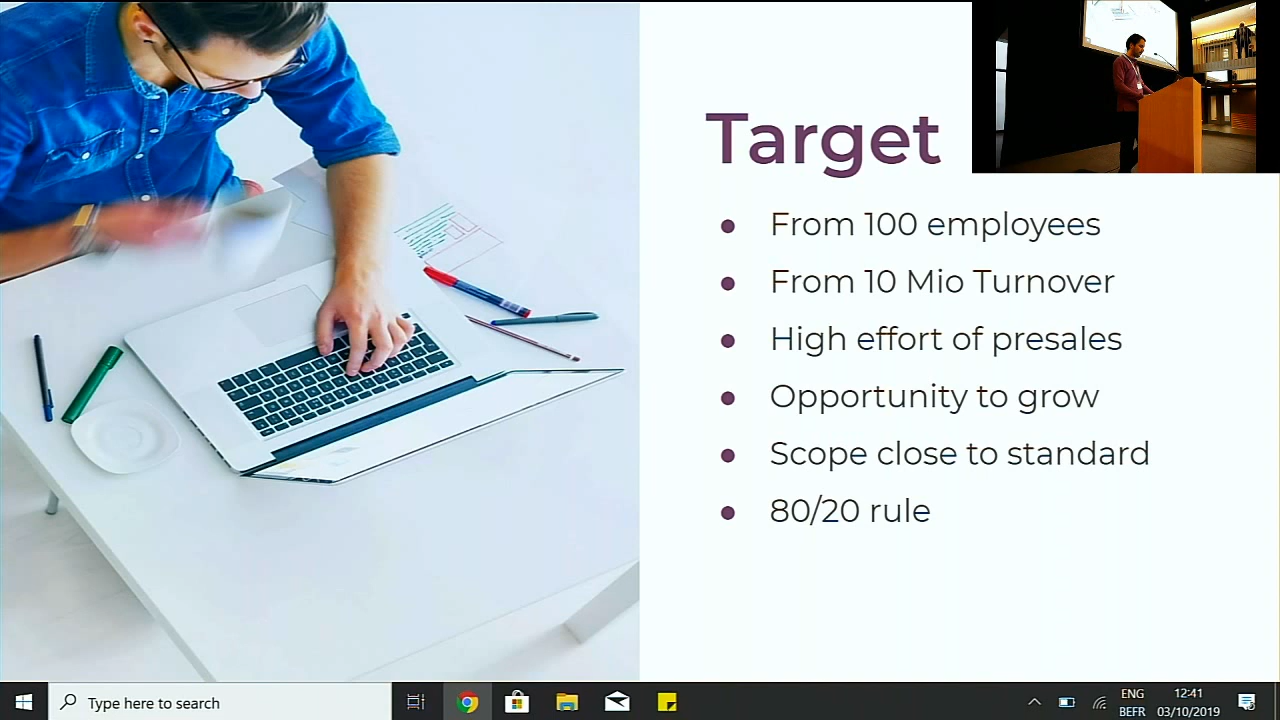 Target
● From 100 employees
● From 10 Mio Turnover
● High effort of presales
● Opportunity to grow
● Scope close to standard
● 80/20 rule
Type here to search
ENG 12:41
BEFR 03/10/2019